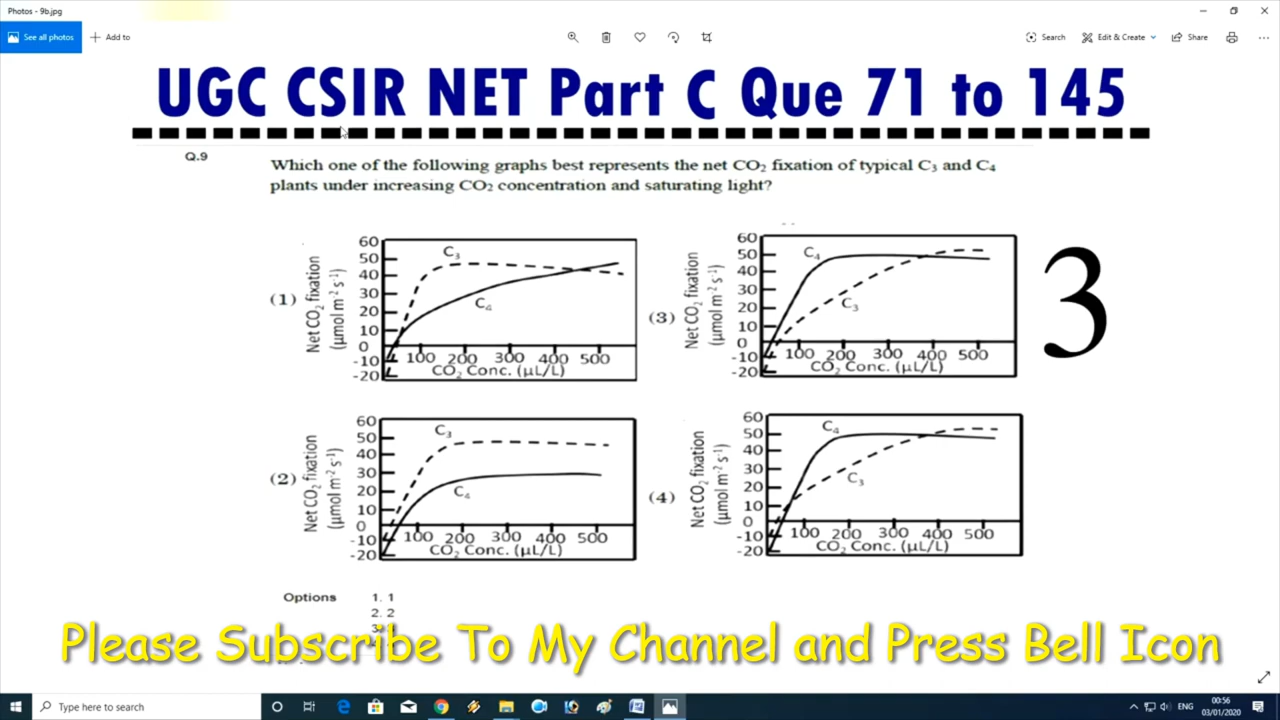 Photos - 9b.jpg
See all photos
Add to
Search
Edit & Create
Share
UGC CSIR NET Part C Que 71 to 145
Q.9
Which one of the following graphs best represents the net CO₂ fixation of typical C₃ and C₄
plants under increasing CO₂ concentration and saturating light?
(1)
Net CO₂ fixation
(µmol m⁻² s⁻¹)
60
50
40
30
20
10
0
-10
-20
C₃
C₄
100 200 300 400 500
CO₂ Conc. (µL/L)
(3)
Net CO₂ fixation
(µmol m⁻² s⁻¹)
60
50
40
30
20
10
0
-10
-20
C₄
C₃
100 200 300 400 500
CO₂ Conc. (µL/L)
3
(2)
Net CO₂ fixation
(µmol m⁻² s⁻¹)
60
50
40
30
20
10
0
-10
-20
C₃
C₄
100 200 300 400 500
CO₂ Conc. (µL/L)
(4)
Net CO₂ fixation
(µmol m⁻² s⁻¹)
60
50
40
30
20
10
0
-10
-20
C₄
C₃
100 200 300 400 500
CO₂ Conc. (µL/L)
Options
1. 1
2. 2
Please Subscribe To My Channel and Press Bell Icon
Type here to search
ENG
00:56
03/01/2020